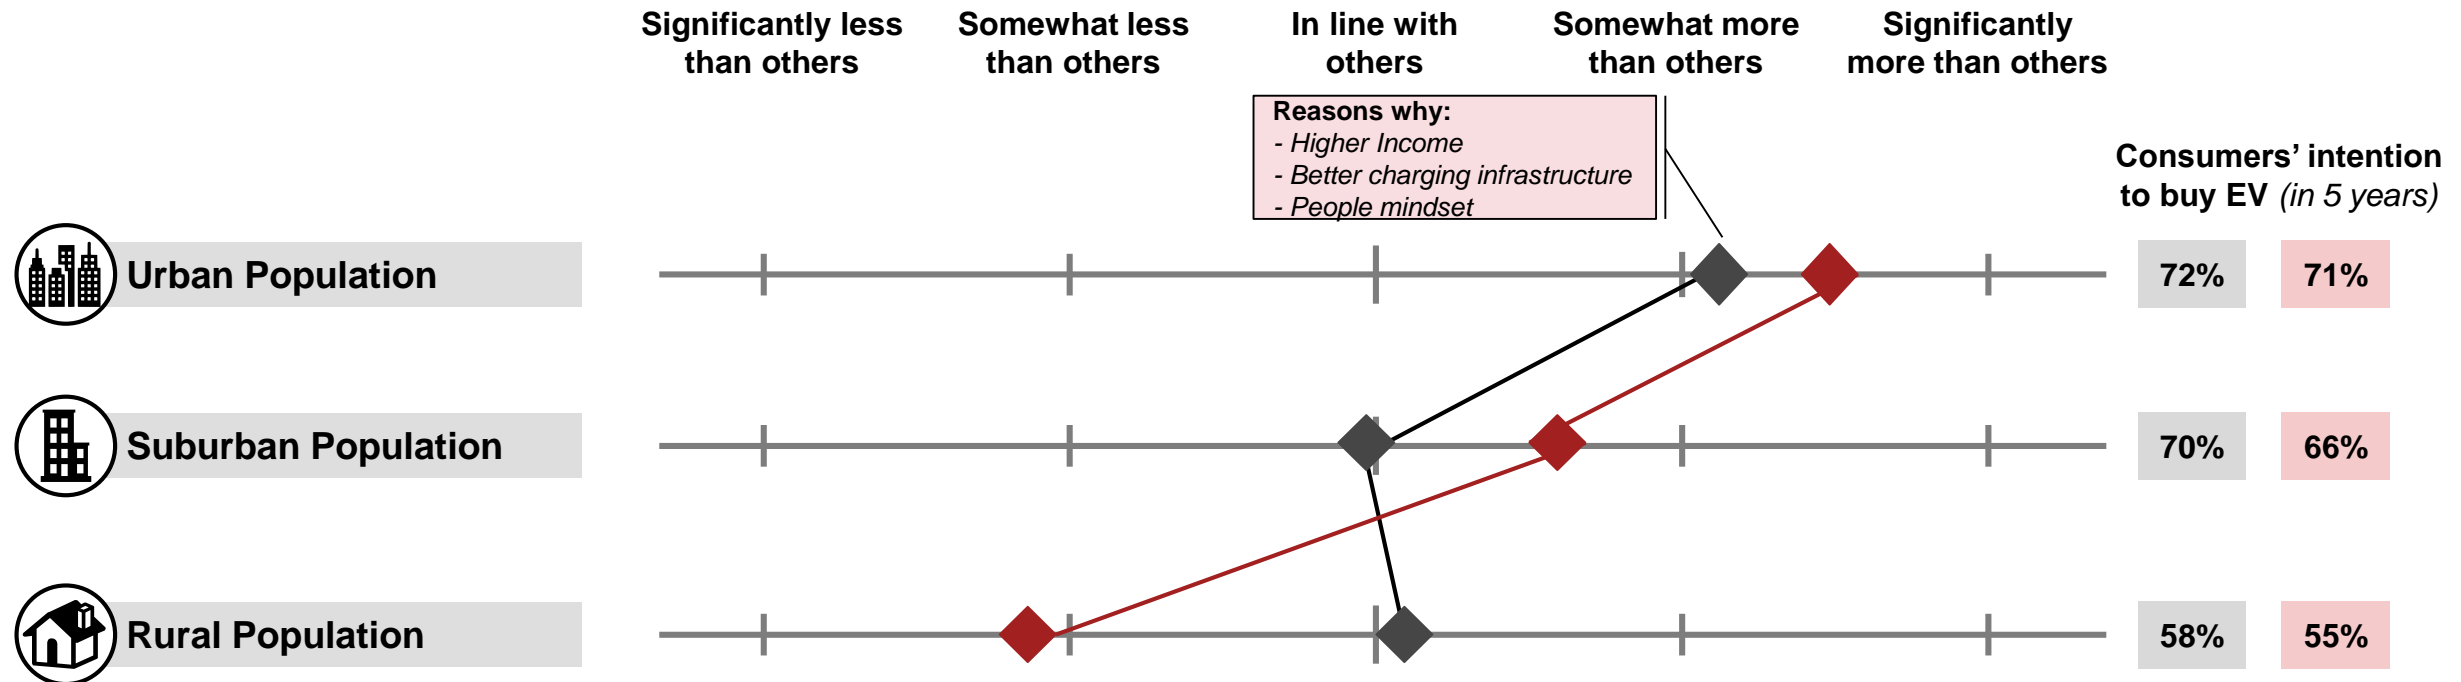 Significantly less
than others
Somewhat less
than others
In line with
others
Somewhat more
than others
Significantly
more than others
Reasons why:
- Higher Income
- Better charging infrastructure
- People mindset
Consumers’ intention
to buy EV (in 5 years)
Urban Population
72%
71%
Suburban Population
70%
66%
Rural Population
58%
55%